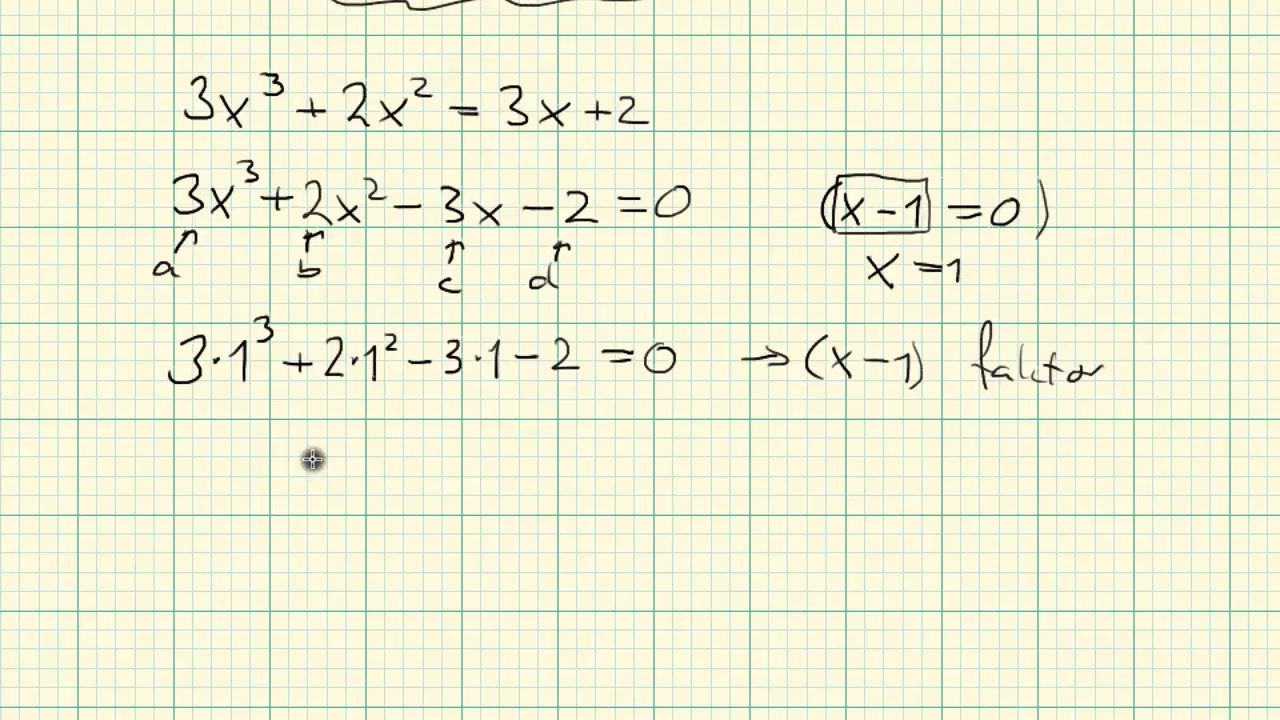 3x³ + 2x² = 3x + 2
3x³ + 2x² - 3x - 2 = 0 (x - 1 = 0)
a b c d x = 1
3·1³ + 2·1² - 3·1 - 2 = 0 → (x - 1) faktor